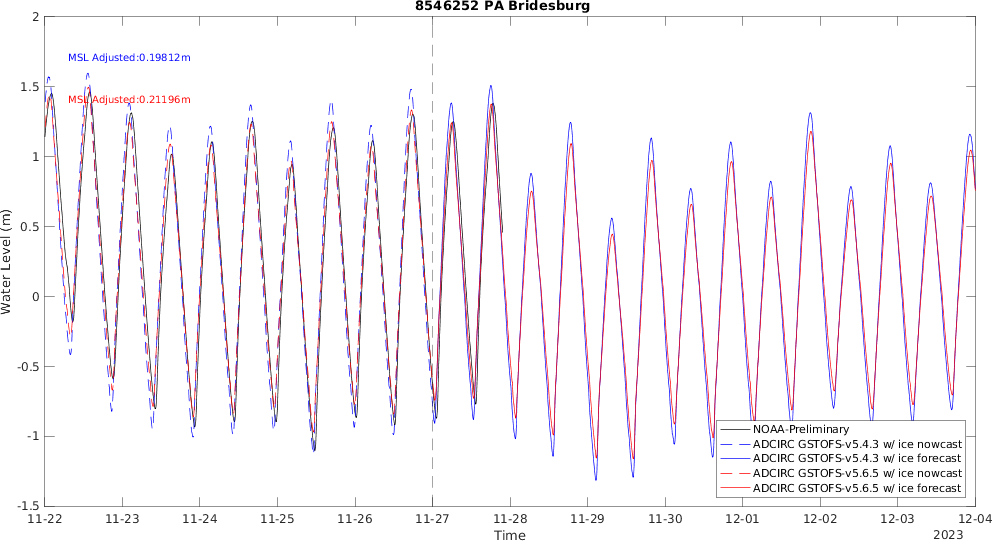 8546252 PA Bridesburg
2
MSL Adjusted:0.19812m
1.5
MSL Adjusted:0.21196m
1
0.5
Water Level (m)
0
-0.5
-1
NOAA-Preliminary
ADCIRC GSTOFS-v5.4.3 w/ ice nowcast
ADCIRC GSTOFS-v5.4.3 w/ ice forecast
ADCIRC GSTOFS-v5.6.5 w/ ice nowcast
ADCIRC GSTOFS-v5.6.5 w/ ice forecast
-1.5
11-22 11-23 11-24 11-25 11-26 11-27 11-28 11-29 11-30 12-01 12-02 12-03 12-04
Time
2023